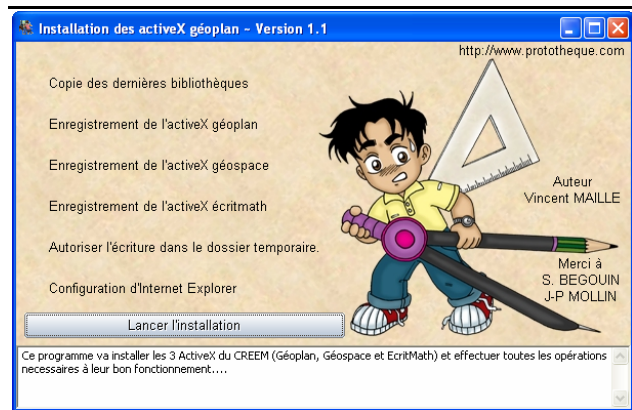 Installation des activeX géoplan - Version 1.1
http://www.prototheque.com
Copie des dernières bibliothèques
Enregistrement de l'activeX géoplan
Enregistrement de l'activeX géospace
Enregistrement de l'activeX écritmath
Autoriser l'écriture dans le dossier temporaire.
Configuration d'Internet Explorer
Auteur
Vincent MAILLE
Merci à
S. BEGOUIN
J-P MOLLIN
Lancer l'installation
Ce programme va installer les 3 ActiveX du CREEM (Géoplan, Géospace et EcritMath) et effectuer toutes les opérations
necessaires à leur bon fonctionnement....